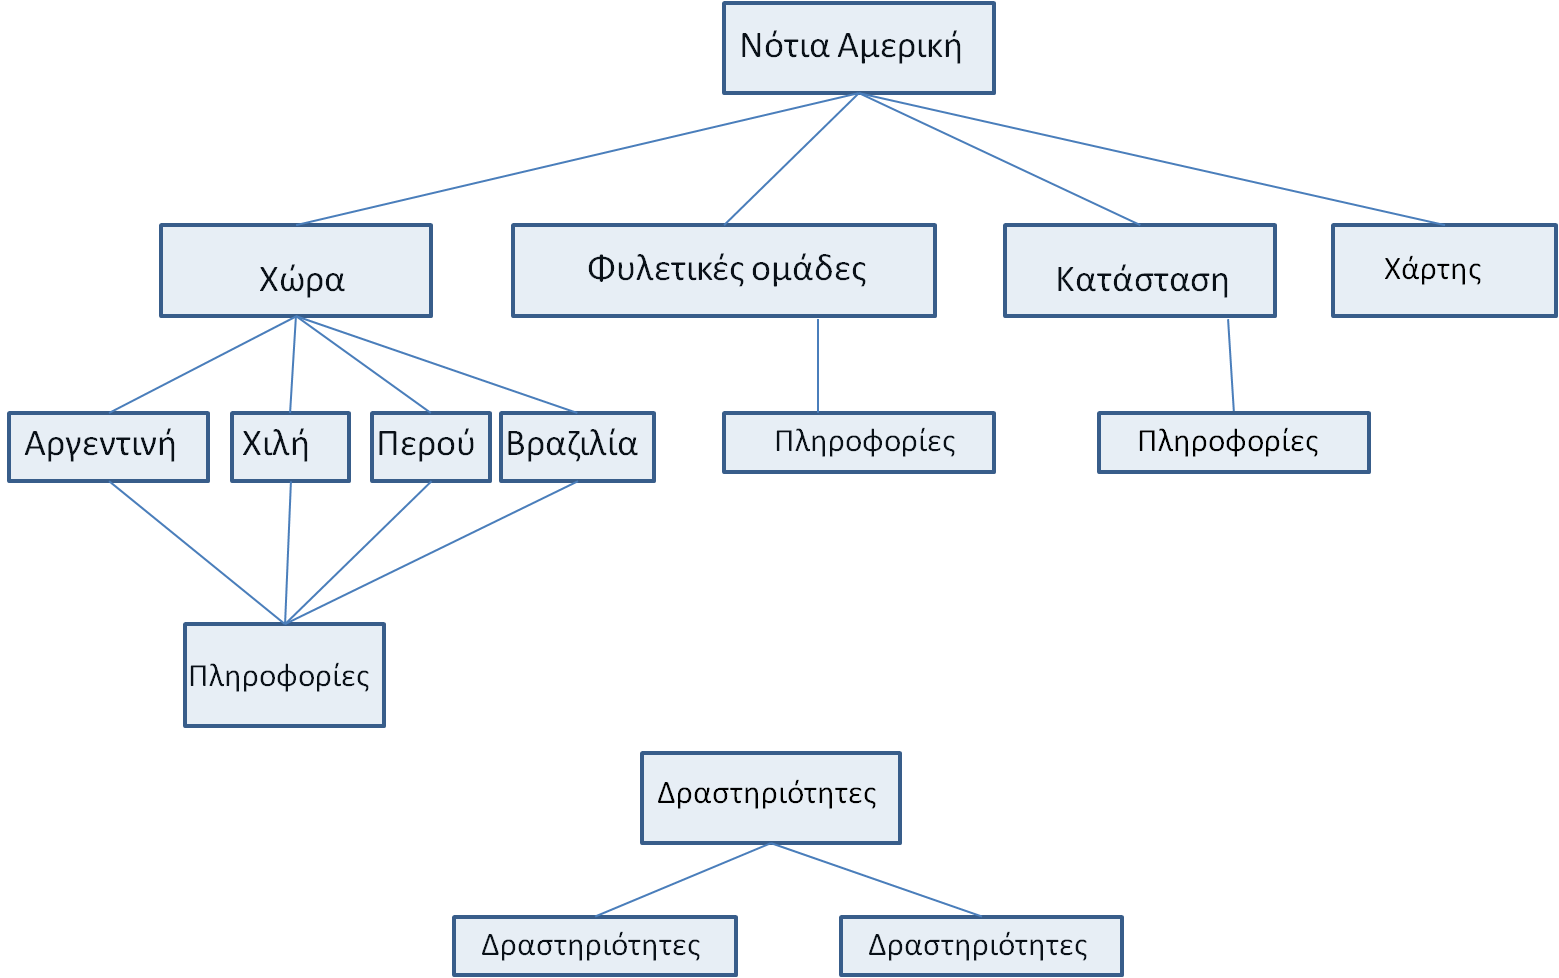 Νότια Αμερική
Χώρα
Φυλετικές ομάδες
Κατάσταση
Χάρτης
Αργεντινή
Χιλή
Περού
Βραζιλία
Πληροφορίες
Πληροφορίες
Πληροφορίες
Δραστηριότητες
Δραστηριότητες
Δραστηριότητες